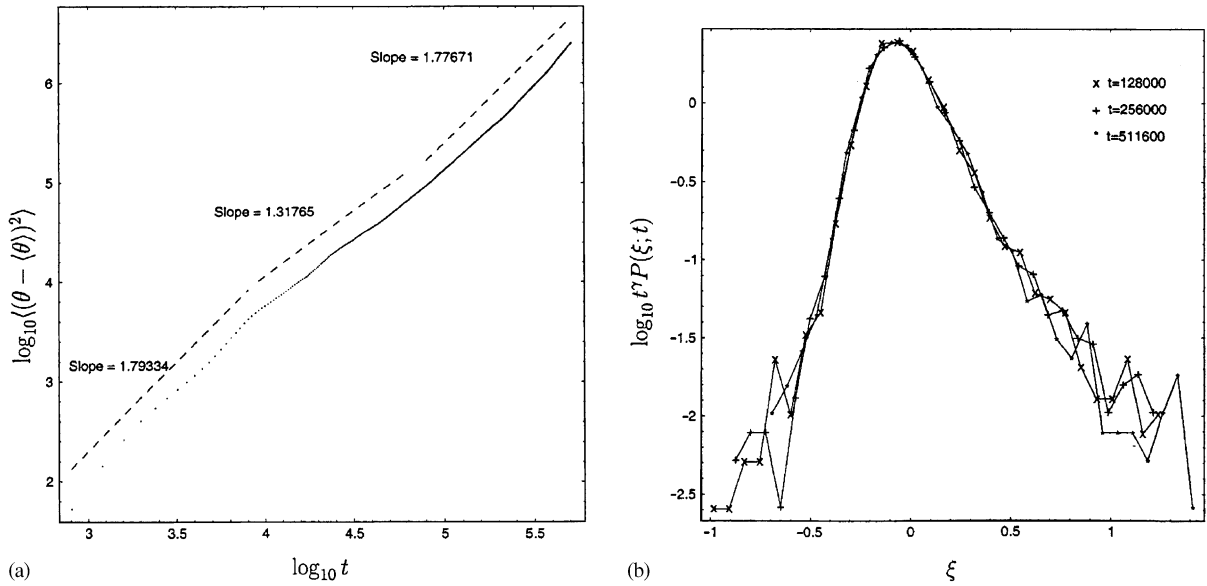 Slope = 1.77671
Slope = 1.31765
Slope = 1.79334
6
5
4
3
2
3
3.5
4
4.5
5
5.5
log₁₀⟨(θ − ⟨θ⟩)²⟩
log₁₀ t
(a)
x t=128000
+ t=256000
• t=511600
0
−0.5
−1
−1.5
−2
−2.5
-1
-0.5
0
0.5
1
log₁₀ tᵞP(ξ; t)
ξ
(b)